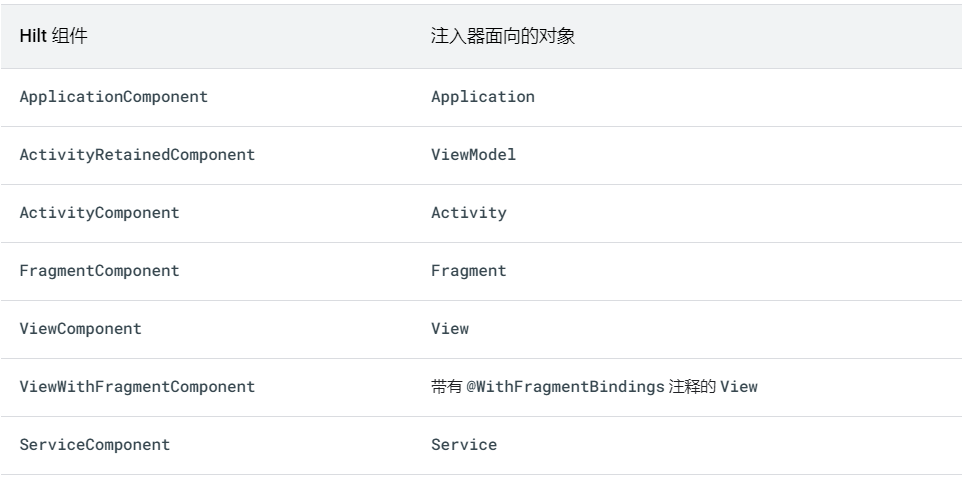 Hilt 组件 注入器面向的对象
ApplicationComponent Application
ActivityRetainedComponent ViewModel
ActivityComponent Activity
FragmentComponent Fragment
ViewComponent View
ViewWithFragmentComponent 带有 @WithFragmentBindings 注释的 View
ServiceComponent Service